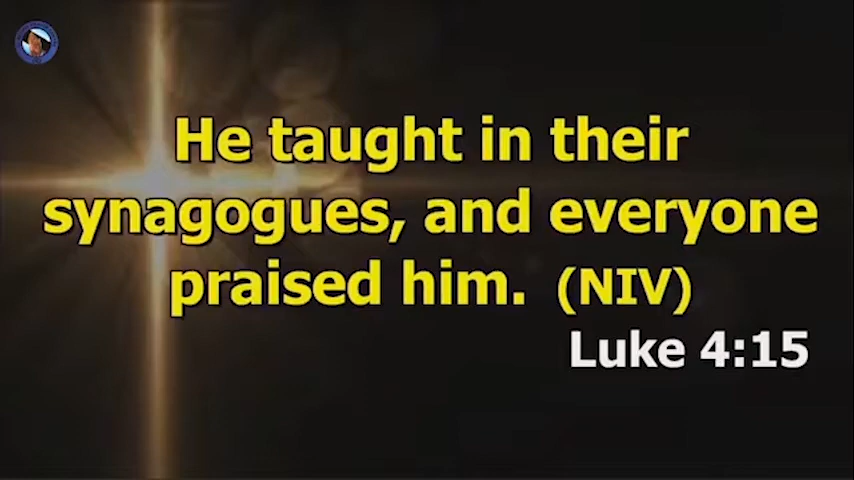 He taught in their
synagogues, and everyone
praised him. (NIV)
Luke 4:15